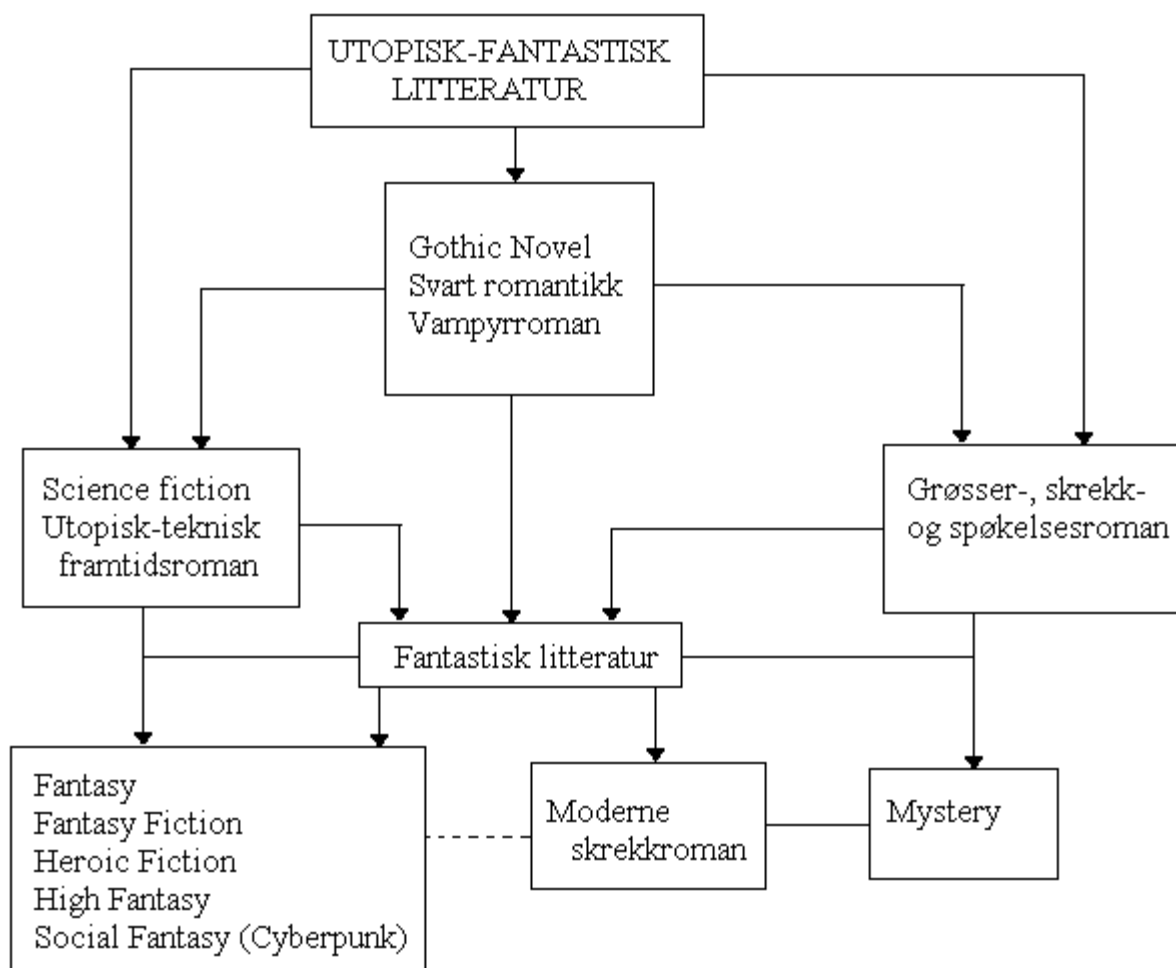 UTOPISK-FANTASTISK
LITTERATUR
Gothic Novel
Svart romantikk
Vampyrroman
Science fiction
Utopisk-teknisk
framtidsroman
Grøsser-, skrekk-
og spøkelsesroman
Fantastisk litteratur
Fantasy
Fantasy Fiction
Heroic Fiction
High Fantasy
Social Fantasy (Cyberpunk)
Moderne
skrekkroman
Mystery